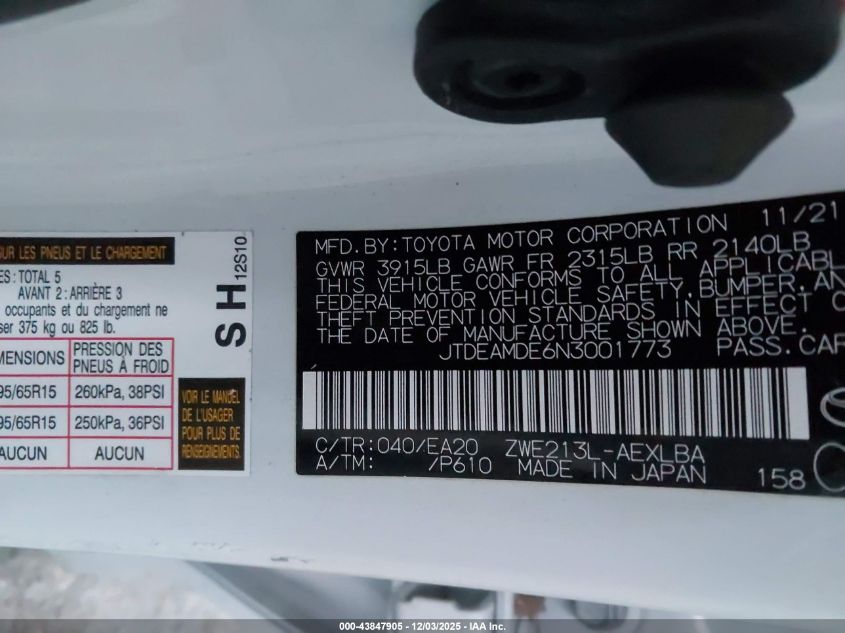 SUR LES PNEUS ET LE CHARGEMENT
ES : TOTAL 5
AVANT 2 : ARRIÈRE 3
occupants et du chargement ne
ser 375 kg ou 825 lb.
MENSIONS PRESSION DES PNEUS À FROID
95/65R15 260kPa, 38PSI
95/65R15 250kPa, 36PSI
AUCUN AUCUN
SH 12S10
VOIR LE MANUEL
DE L'USAGER
POUR PLUS DE
RENSEIGNEMENTS.
MFD. BY: TOYOTA MOTOR CORPORATION 11/21
GVWR 3915LB GAWR FR 2315LB RR 2140LB
THIS VEHICLE CONFORMS TO ALL APPLICABL
FEDERAL MOTOR VEHICLE SAFETY, BUMPER, AN
THEFT PREVENTION STANDARDS IN EFFECT O
THE DATE OF MANUFACTURE SHOWN ABOVE.
JTDEAMDE6N3001773 PASS. CAR
C/TR: 040/EA20 ZWE213L-AEXLBA
A/TM: /P610 MADE IN JAPAN 158
000-43847905 - 12/03/2025 - IAA Inc.